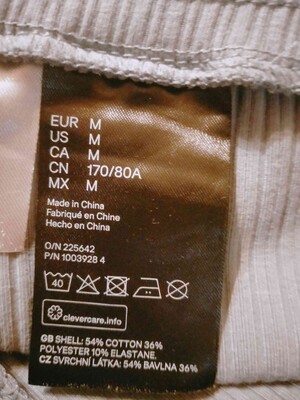 EUR M
US M
CA M
CN 170/80A
MX M
Made in China
Fabriqué en Chine
Hecho en China
O/N 225642
P/N 1003928 4
40
clevercare.info
GB SHELL: 54% COTTON 36%
POLYESTER 10% ELASTANE.
CZ SVRCHNÍ LÁTKA: 54% BAVLNA 36%